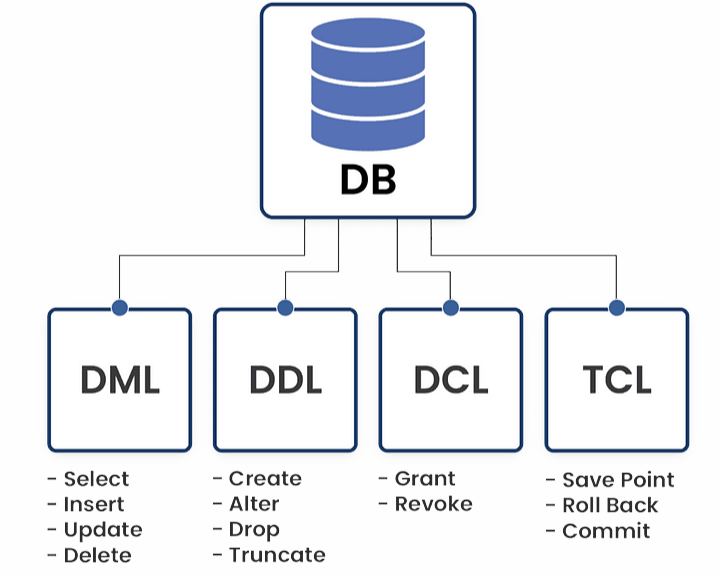 DB
DML
DDL
DCL
TCL
- Select
- Insert
- Update
- Delete
- Create
- Alter
- Drop
- Truncate
- Grant
- Revoke
- Save Point
- Roll Back
- Commit